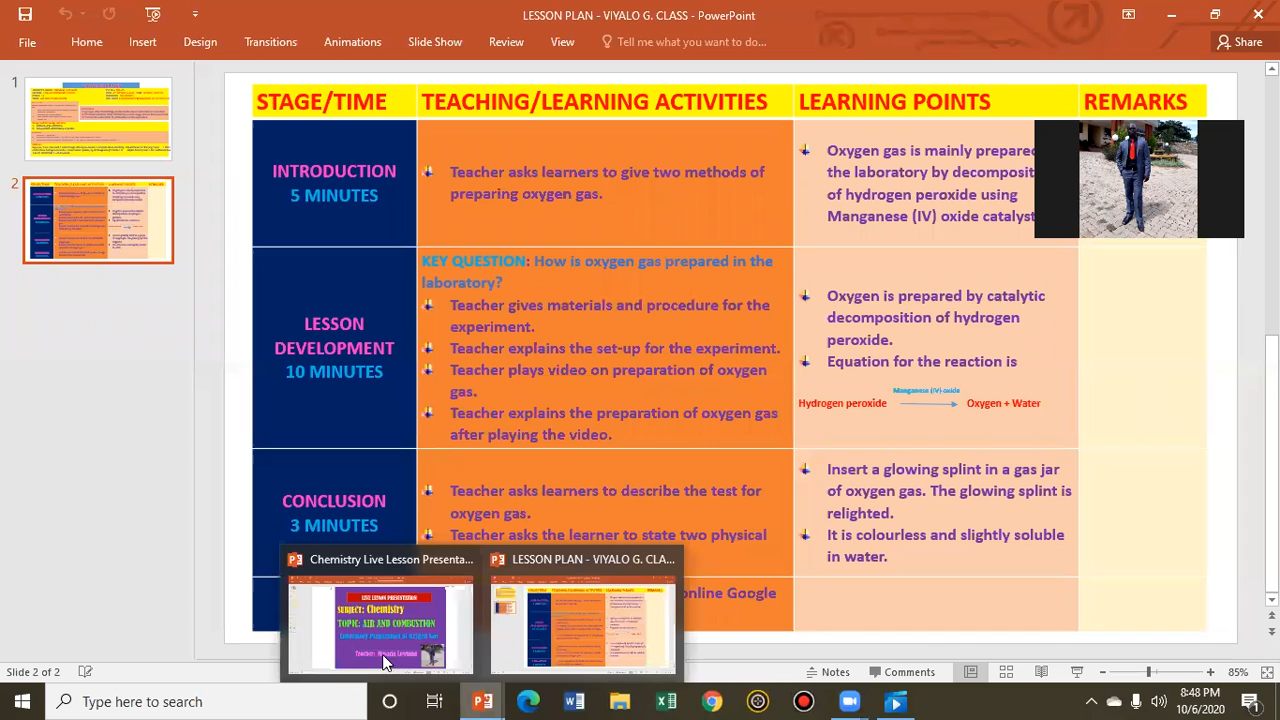 LESSON PLAN - VIYALO G. CLASS - PowerPoint
File Home Insert Design Transitions Animations Slide Show Review View Tell me what you want to do... Share
1
2
STAGE/TIME
TEACHING/LEARNING ACTIVITIES
LEARNING POINTS
REMARKS
INTRODUCTION
5 MINUTES
Teacher asks learners to give two methods of
preparing oxygen gas.
Oxygen gas is mainly prepared
the laboratory by decomposit
of hydrogen peroxide using
Manganese (IV) oxide catalyst
LESSON
DEVELOPMENT
10 MINUTES
KEY QUESTION: How is oxygen gas prepared in the
laboratory?
Teacher gives materials and procedure for the
experiment.
Teacher explains the set-up for the experiment.
Teacher plays video on preparation of oxygen
gas.
Teacher explains the preparation of oxygen gas
after playing the video.
Oxygen is prepared by catalytic
decomposition of hydrogen
peroxide.
Equation for the reaction is
Manganese (IV) oxide
Hydrogen peroxide Oxygen + Water
CONCLUSION
3 MINUTES
Teacher asks learners to describe the test for
oxygen gas.
Teacher asks the learner to state two physical
Insert a glowing splint in a gas jar
of oxygen gas. The glowing splint is
relighted.
It is colourless and slightly soluble
in water.
online Google
Chemistry Live Lesson Presenta...
LIVE LESSON PRESENTATION
SUBJECT: Chemistry
TOPIC: AIR AND COMBUSTION
LESSON PLAN - VIYALO G. CLA...
Slide 2 of 2
Notes Comments 85%
Type here to search
8:48 PM
10/6/2020